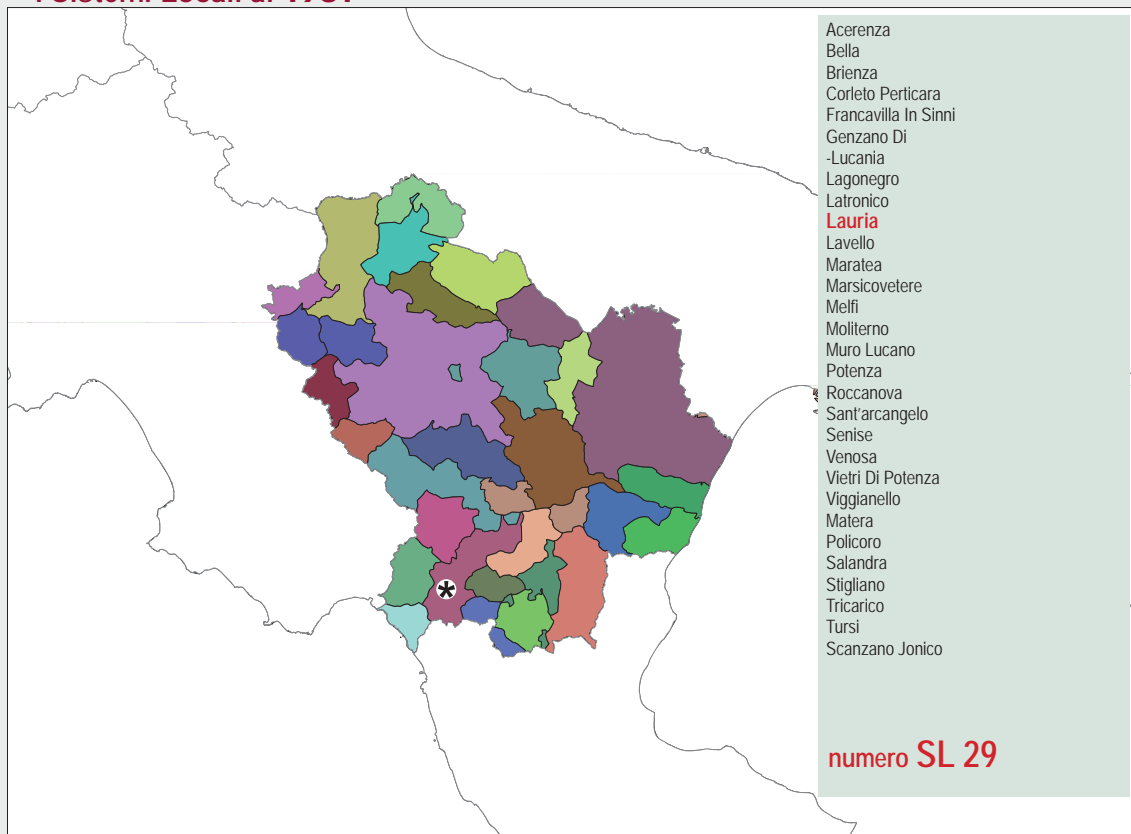 Acerenza
Bella
Brienza
Corleto Perticara
Francavilla In Sinni
Genzano Di
-Lucania
Lagonegro
Latronico
Lauria
Lavello
Maratea
Marsicovetere
Melfi
Moliterno
Muro Lucano
Potenza
Roccanova
Sant'arcangelo
Senise
Venosa
Vietri Di Potenza
Viggianello
Matera
Policoro
Salandra
Stigliano
Tricarico
Tursi
Scanzano Jonico
numero SL 29